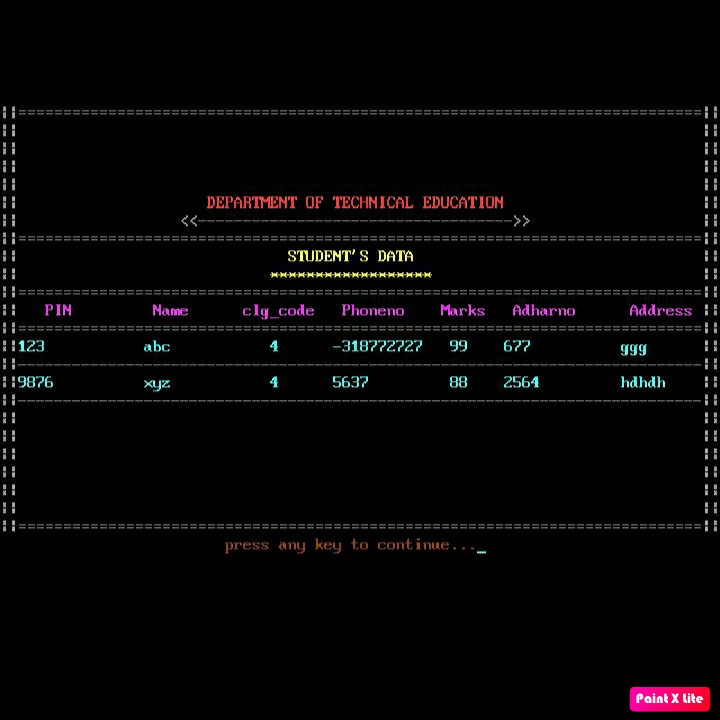 DEPARTMENT OF TECHNICAL EDUCATION
<<----------------------------------->>
STUDENT'S DATA
******************
PIN Name clg_code Phoneno Marks Adharno Address
123 abc 4 -318772727 99 677 ggg
9876 xyz 4 5637 88 2564 hdhdh
press any key to continue..._
Paint X Lite